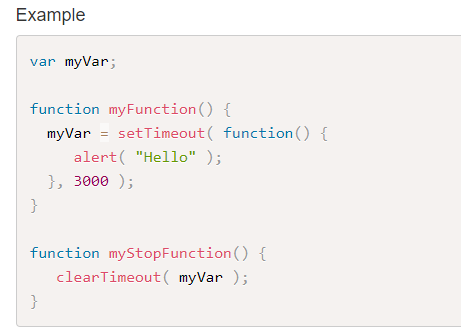 Example
var myVar;
function myFunction() {
myVar = setTimeout( function() {
alert( "Hello" );
}, 3000 );
}
function myStopFunction() {
clearTimeout( myVar );
}